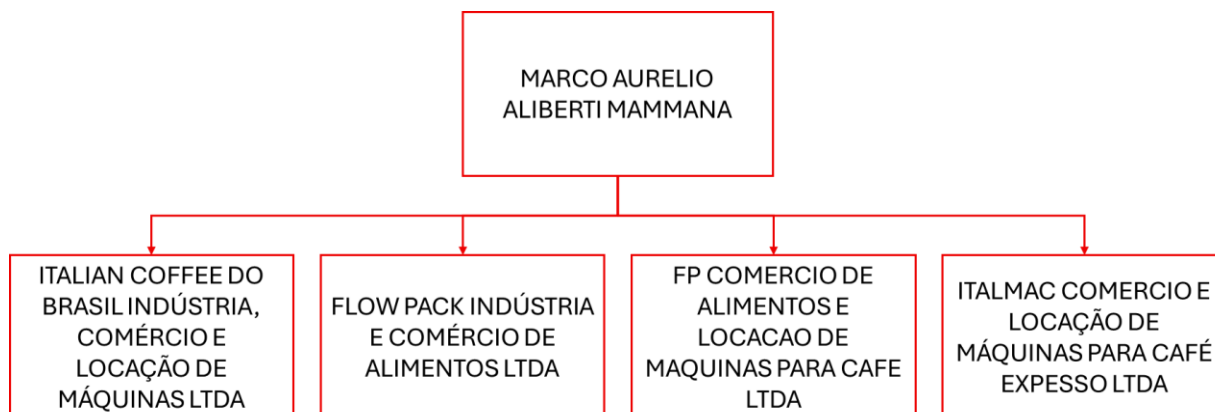 MARCO AURELIO
ALIBERTI MAMMANA
ITALIAN COFFEE DO
BRASIL INDÚSTRIA,
COMÉRCIO E
LOCAÇÃO DE
MÁQUINAS LTDA
FLOW PACK INDÚSTRIA
E COMÉRCIO DE
ALIMENTOS LTDA
FP COMERCIO DE
ALIMENTOS E
LOCACAO DE
MAQUINAS PARA CAFE
LTDA
ITALMAC COMERCIO E
LOCAÇÃO DE
MÁQUINAS PARA CAFÉ
EXPESSO LTDA